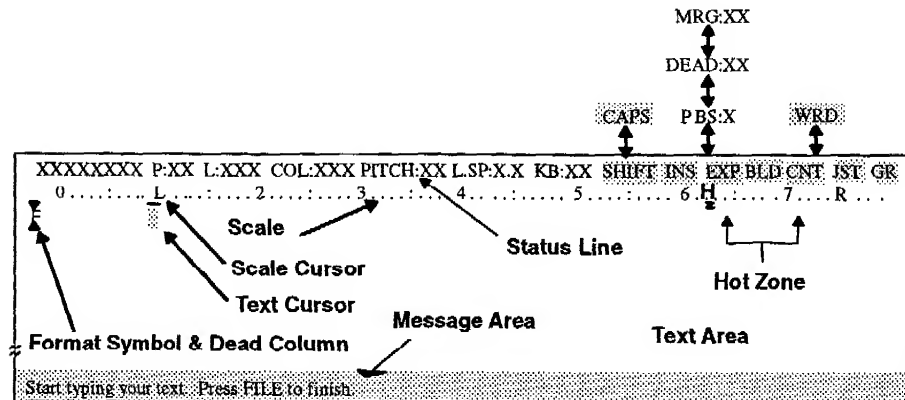 MRG:XX
DEAD:XX
CAPS PBS:X WRD
XXXXXXXX P:XX L:XXX COL:XXX PITCH:XX L.SP:X.X KB:XX SHIFT INS EXP BLD CNT JST GR
0. . . . : . . . .L. . . . : . . . .2. . . . : . . . .3. . . . : . . . .4. . . . : . . . .5. . . . : . . . .6. .H. . : . . . .7. . . . R . . .
E
Scale
Status Line
Scale Cursor
Hot Zone
Text Cursor
Message Area
Text Area
Format Symbol & Dead Column
Start typing your text. Press FILE to finish.